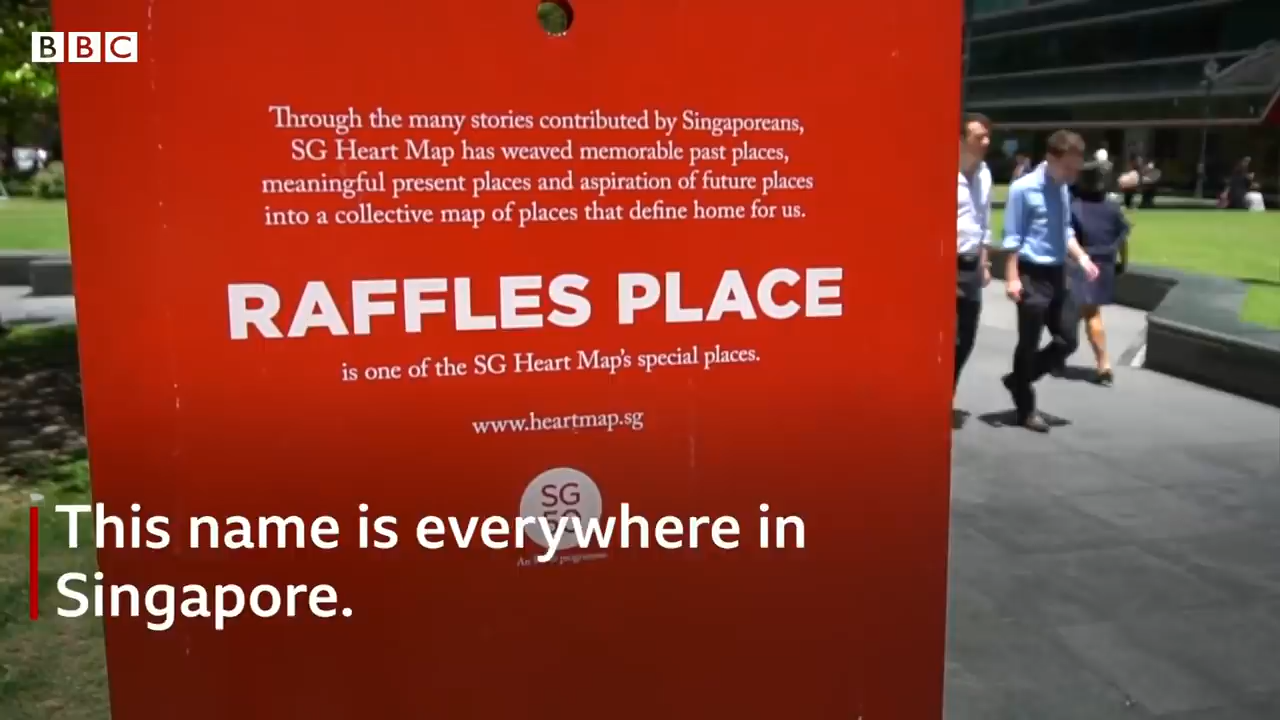 BBC
Through the many stories contributed by Singaporeans,
SG Heart Map has weaved memorable past places,
meaningful present places and aspiration of future places
into a collective map of places that define home for us.
RAFFLES PLACE
is one of the SG Heart Map's special places.
www.heartmap.sg
SG
50
This name is everywhere in
Singapore.